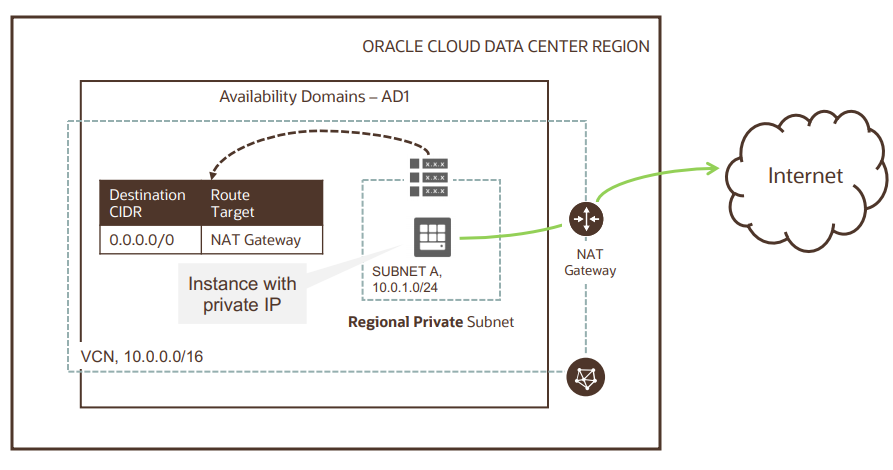 ORACLE CLOUD DATA CENTER REGION
Availability Domains – AD1
x.x.x
x.x.x
x.x.x
Destination
CIDR
Route
Target
0.0.0.0/0
NAT Gateway
Instance with
private IP
SUBNET A,
10.0.1.0/24
Regional Private Subnet
VCN, 10.0.0.0/16
NAT
Gateway
Internet